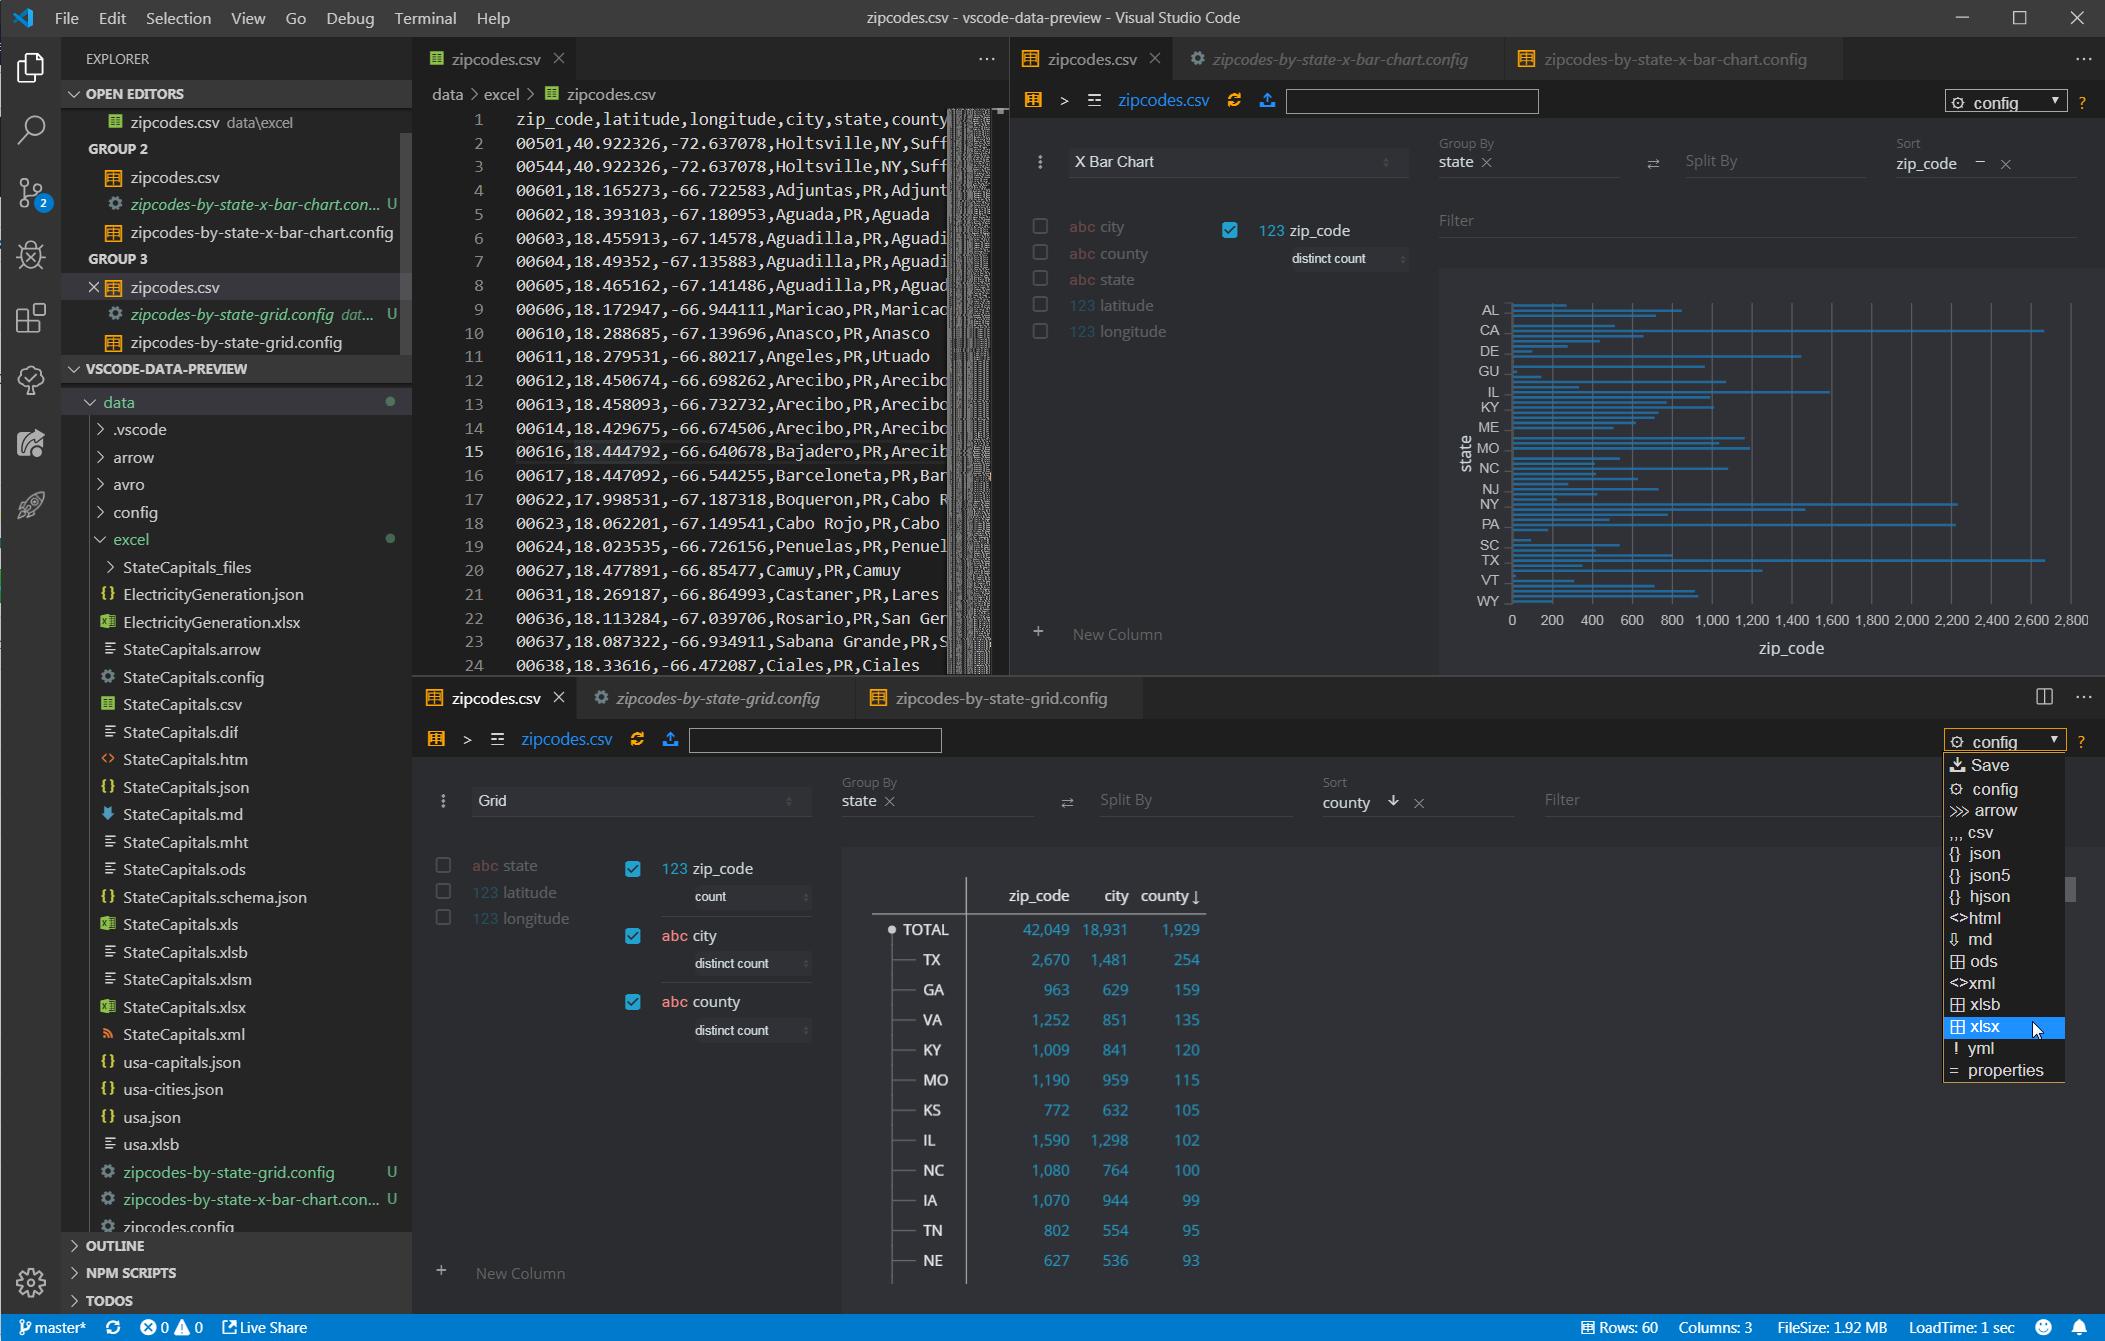 File Edit Selection View Go Debug Terminal Help
zipcodes.csv - vscode-data-preview - Visual Studio Code
EXPLORER
OPEN EDITORS
zipcodes.csv data\excel
GROUP 2
zipcodes.csv
zipcodes-by-state-x-bar-chart.con... U
zipcodes-by-state-x-bar-chart.config
GROUP 3
zipcodes.csv
zipcodes-by-state-grid.config dat... U
zipcodes-by-state-grid.config
VSCODE-DATA-PREVIEW
data
.vscode
arrow
avro
config
excel
StateCapitals_files
ElectricityGeneration.json
ElectricityGeneration.xlsx
StateCapitals.arrow
StateCapitals.config
StateCapitals.csv
StateCapitals.dif
StateCapitals.htm
StateCapitals.json
StateCapitals.md
StateCapitals.mht
StateCapitals.ods
StateCapitals.schema.json
StateCapitals.xls
StateCapitals.xlsb
StateCapitals.xlsm
StateCapitals.xlsx
StateCapitals.xml
usa-capitals.json
usa-cities.json
usa.json
usa.xlsb
zipcodes-by-state-grid.config U
zipcodes-by-state-x-bar-chart.con... U
zipcodes.config
OUTLINE
NPM SCRIPTS
TODOS
2
zipcodes.csv
data > excel > zipcodes.csv
1 zip_code,latitude,longitude,city,state,county
2 00501,40.922326,-72.637078,Holtsville,NY,Suff
3 00544,40.922326,-72.637078,Holtsville,NY,Suff
4 00601,18.165273,-66.722583,Adjuntas,PR,Adjunt
5 00602,18.393103,-67.180953,Aguada,PR,Aguada
6 00603,18.455913,-67.14578,Aguadilla,PR,Aguadi
7 00604,18.49352,-67.135883,Aguadilla,PR,Aguadi
8 00605,18.465162,-67.141486,Aguadilla,PR,Aguad
9 00606,18.172947,-66.944111,Maricao,PR,Maricao
10 00610,18.288685,-67.139696,Anasco,PR,Anasco
11 00611,18.279531,-66.80217,Angeles,PR,Utuado
12 00612,18.450674,-66.698262,Arecibo,PR,Arecibo
13 00613,18.458093,-66.732732,Arecibo,PR,Arecibo
14 00614,18.429675,-66.674506,Arecibo,PR,Arecibo
15 00616,18.444792,-66.640678,Bajadero,PR,Arecib
16 00617,18.447092,-66.544255,Barceloneta,PR,Bar
17 00622,17.998531,-67.187318,Boqueron,PR,Cabo R
18 00623,18.062201,-67.149541,Cabo Rojo,PR,Cabo
19 00624,18.023535,-66.726156,Penuelas,PR,Penuel
20 00627,18.477891,-66.85477,Camuy,PR,Camuy
21 00631,18.269187,-66.864993,Castaner,PR,Lares
22 00636,18.113284,-67.039706,Rosario,PR,San Ger
23 00637,18.087322,-66.934911,Sabana Grande,PR,S
24 00638,18.33616,-66.472087,Ciales,PR,Ciales
zipcodes.csv zipcodes-by-state-x-bar-chart.config zipcodes-by-state-x-bar-chart.config
> zipcodes.csv config ?
X Bar Chart
Group By
state
Split By
Sort
zip_code
Filter
abc city
abc county
abc state
123 latitude
123 longitude
123 zip_code
distinct count
+ New Column
state
AL
CA
DE
GU
IL
KY
ME
MO
NC
NJ
NY
PA
SC
TX
VT
WY
0 200 400 600 800 1,000 1,200 1,400 1,600 1,800 2,000 2,200 2,400 2,600 2,800
zip_code
zipcodes.csv zipcodes-by-state-grid.config zipcodes-by-state-grid.config
> zipcodes.csv config ?
Grid
Group By
state
Split By
Sort
county
Filter
abc state
123 latitude
123 longitude
123 zip_code
count
abc city
distinct count
abc county
distinct count
+ New Column
zip_code city county↓
TOTAL 42,049 18,931 1,929
TX 2,670 1,481 254
GA 963 629 159
VA 1,252 851 135
KY 1,009 841 120
MO 1,190 959 115
KS 772 632 105
IL 1,590 1,298 102
NC 1,080 764 100
IA 1,070 944 99
TN 802 554 95
NE 627 536 93
Save
config
arrow
,,, csv
{} json
{} json5
{} hjson
<>html
md
ods
<>xml
xlsb
xlsx
! yml
= properties
master* 0 0 Live Share Rows: 60 Columns: 3 FileSize: 1.92 MB LoadTime: 1 sec